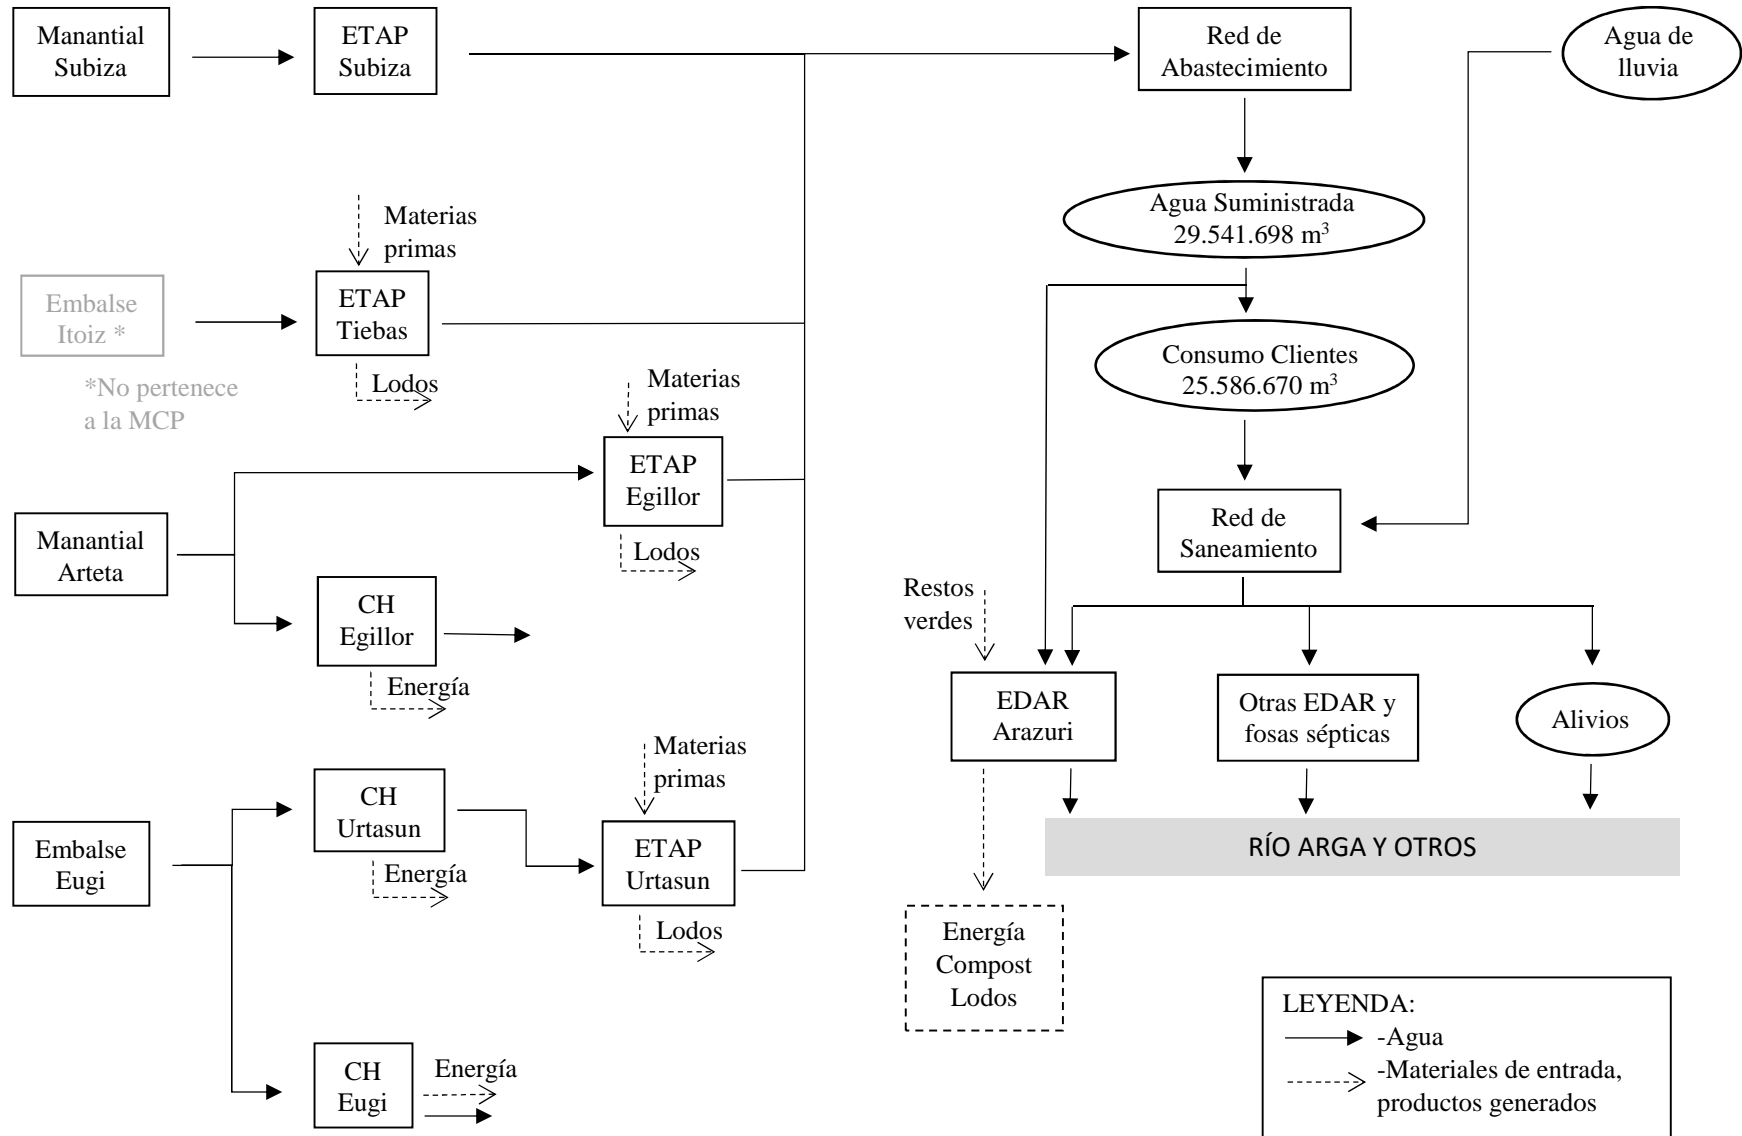 Manantial
Subiza
ETAP
Subiza
Red de
Abastecimiento
Agua de
lluvia
Materias
primas
Agua Suministrada
29.541.698 m³
Embalse
Itoiz *
ETAP
Tiebas
*No pertenece
a la MCP
Lodos
Materias
primas
Consumo Clientes
25.586.670 m³
ETAP
Egillor
Manantial
Arteta
Lodos
Red de
Saneamiento
CH
Egillor
Energía
Restos
verdes
EDAR
Arazuri
Otras EDAR y
fosas sépticas
Alivios
Materias
primas
CH
Urtasun
Embalse
Eugi
Energía
ETAP
Urtasun
RÍO ARGA Y OTROS
Lodos
Energía
Compost
Lodos
CH
Eugi
Energía
LEYENDA:
-Agua
-Materiales de entrada,
productos generados